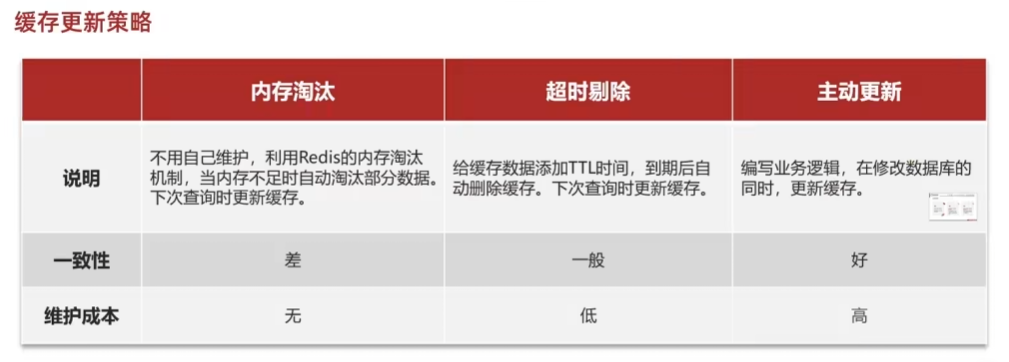 缓存更新策略
内存淘汰
超时剔除
主动更新
说明
不用自己维护，利用Redis的内存淘汰
机制，当内存不足时自动淘汰部分数据。
下次查询时更新缓存。
给缓存数据添加TTL时间，到期后自
动删除缓存。下次查询时更新缓存。
编写业务逻辑，在修改数据库的
同时，更新缓存。
一致性
差
一般
好
维护成本
无
低
高